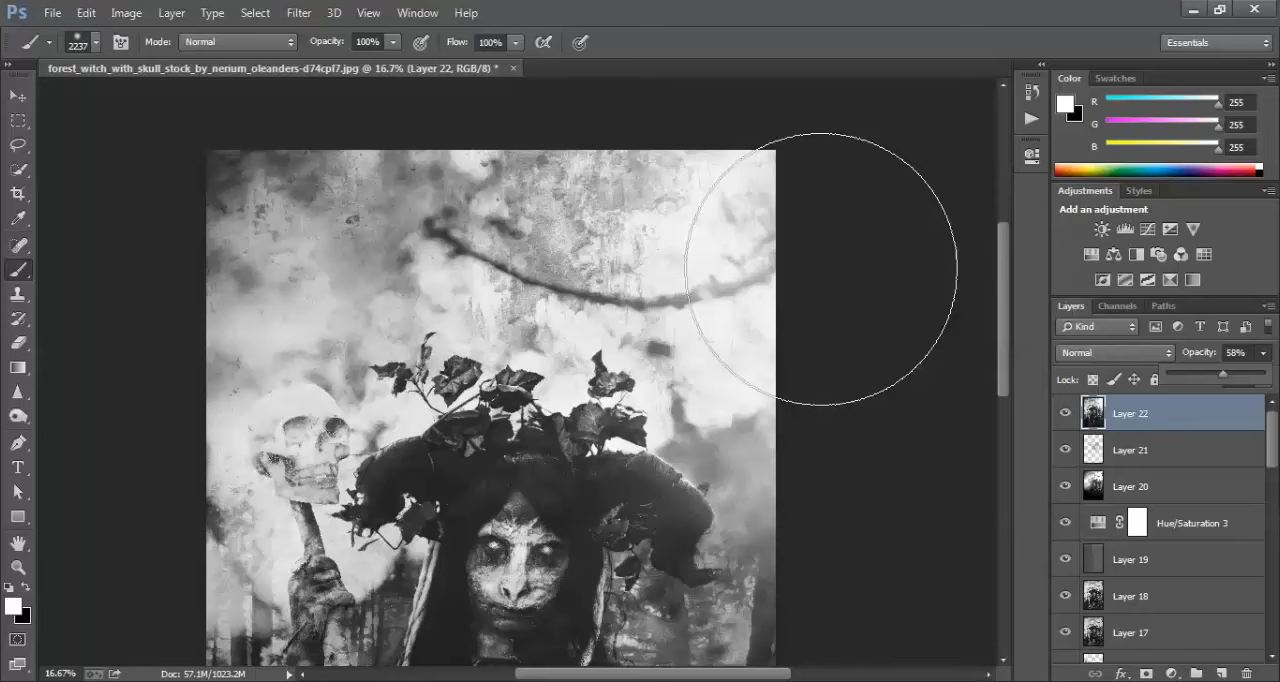 Ps File Edit Image Layer Type Select Filter 3D View Window Help
2237 Mode: Normal Opacity: 100% Flow: 100% Essentials
forest_witch_with_skull_stock_by_nerium_oleanders-d74cpl7.jpg @ 16.7% (Layer 22, RGB/8) * ×
Color Swatches
R 255
G 255
B 255
Adjustments Styles
Add an adjustment
Layers Channels Paths
Kind T
Normal Opacity: 58%
Lock:
Layer 22
Layer 21
Layer 20
Hue/Saturation 3
Layer 19
Layer 18
Layer 17
16.67% Doc: 57.1M/1023.2M fx